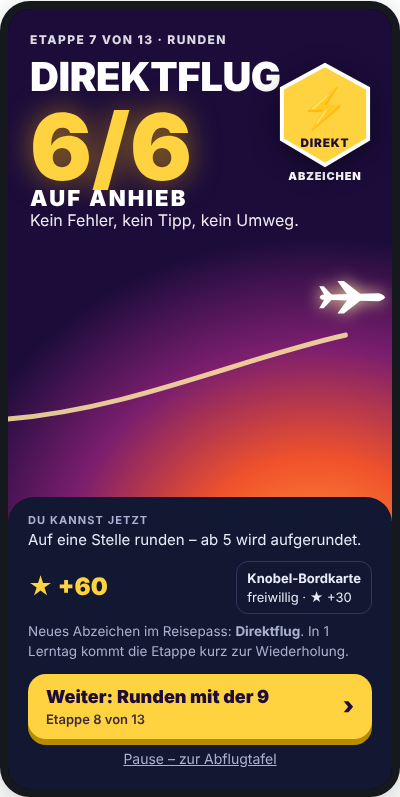 ETAPPE 7 VON 13 · RUNDEN
DIREKTFLUG
6/6
AUF ANHIEB
Kein Fehler, kein Tipp, kein Umweg.
DIREKT
ABZEICHEN
DU KANNST JETZT
Auf eine Stelle runden – ab 5 wird aufgerundet.
★ +60
Knobel-Bordkarte
freiwillig · ★ +30
Neues Abzeichen im Reisepass: Direktflug. In 1
Lerntag kommt die Etappe kurz zur Wiederholung.
Weiter: Runden mit der 9
Etappe 8 von 13
›
Pause – zur Abflugtafel